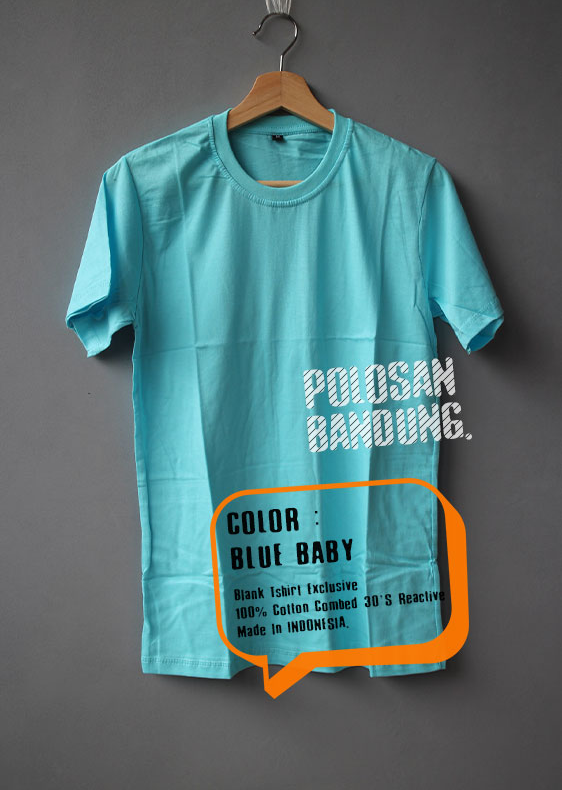 POLOSAN
BANDUNG.
COLOR :
BLUE BABY
Blank Tshirt Exclusive
100% Cotton Combed 30'S Reactive
Made In INDONESIA.